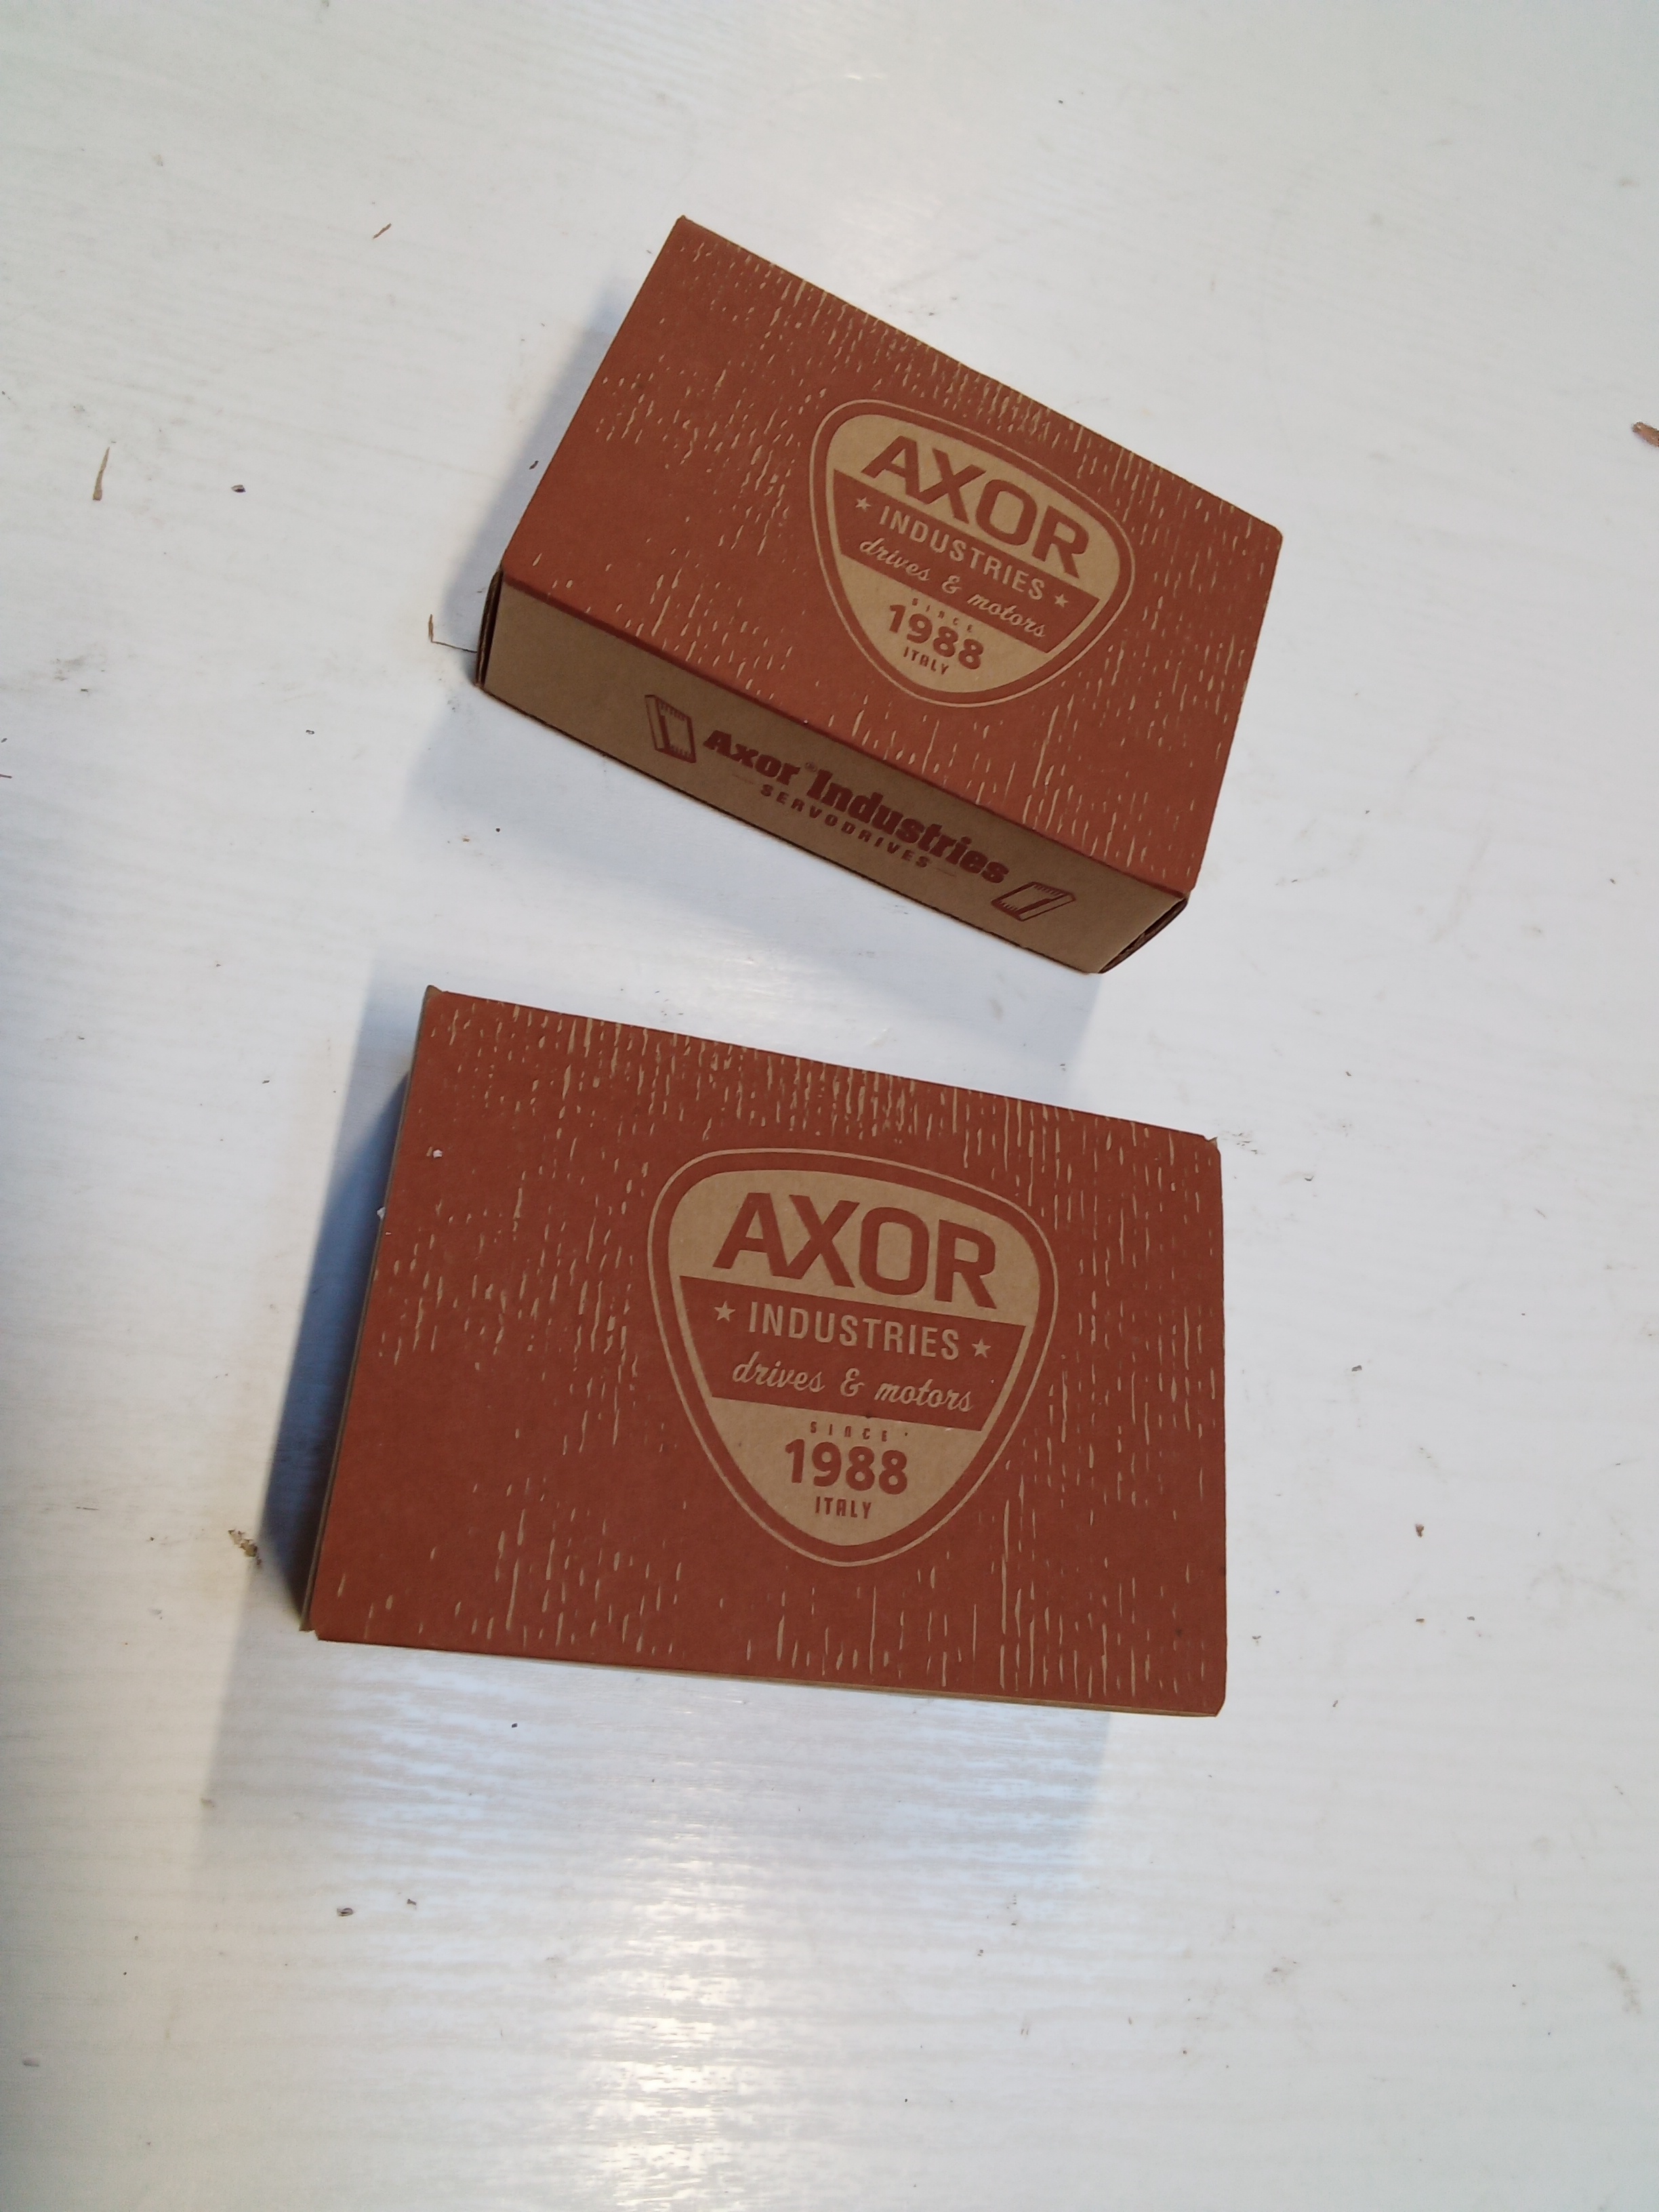 AXOR
★ INDUSTRIES ★
drives & motors
SINCE
1988
ITALY
Axor® Industries
SERVODRIVES
AXOR
★ INDUSTRIES ★
drives & motors
SINCE
1988
ITALY